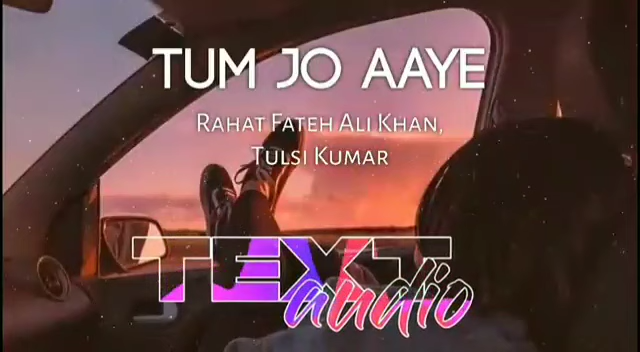 TUM JO AAYE
RAHAT FATEH ALI KHAN,
TULSI KUMAR
TEXT
audio